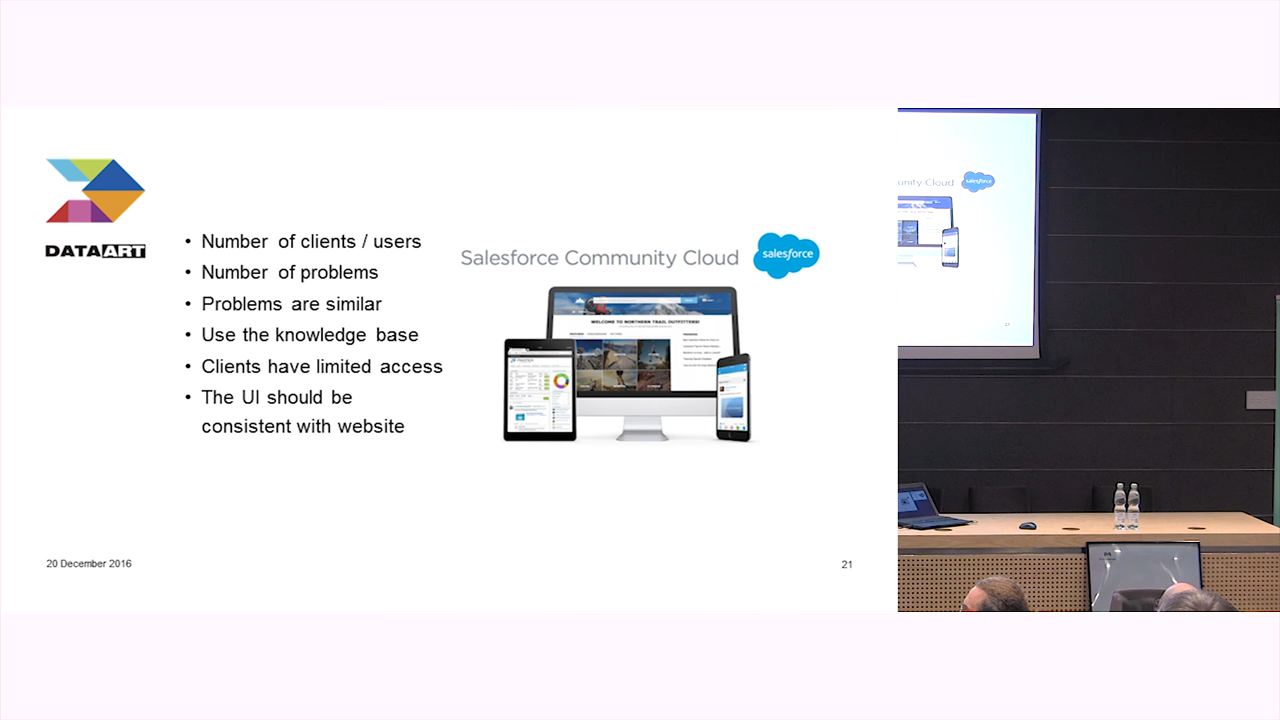 DATAART
• Number of clients / users
• Number of problems
• Problems are similar
• Use the knowledge base
• Clients have limited access
• The UI should be
consistent with website
Salesforce Community Cloud
salesforce
WELCOME TO NORTHERN TRAIL OUTFITTERS!
20 December 2016
21
unity Cloud
salesforce
21